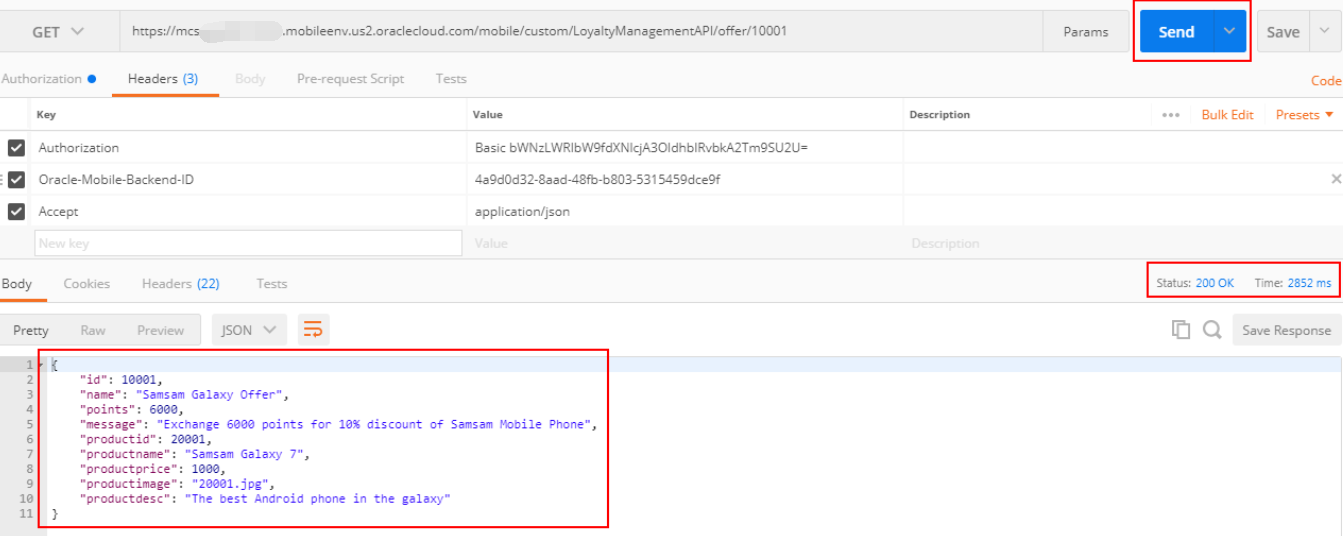 GET https://mcs .mobileenv.us2.oraclecloud.com/mobile/custom/LoyaltyManagementAPI/offer/10001 Params Send Save
Authorization Headers (3) Body Pre-request Script Tests Code
Key Value Description Bulk Edit Presets
Authorization Basic
Oracle-Mobile-Backend-ID 4a9d0d32-8aad-48fb-b803-5315459dce9f
Accept application/json
New key Value Description
Body Cookies Headers (22) Tests Status: 200 OK Time: 2852 ms
Pretty Raw Preview JSON Save Response
1 {
2 "id": 10001,
3 "name": "Samsam Galaxy Offer",
4 "points": 6000,
5 "message": "Exchange 6000 points for 10% discount of Samsam Mobile Phone",
6 "productid": 20001,
7 "productname": "Samsam Galaxy 7",
8 "productprice": 1000,
9 "productimage": "20001.jpg",
10 "productdesc": "The best Android phone in the galaxy"
11 }